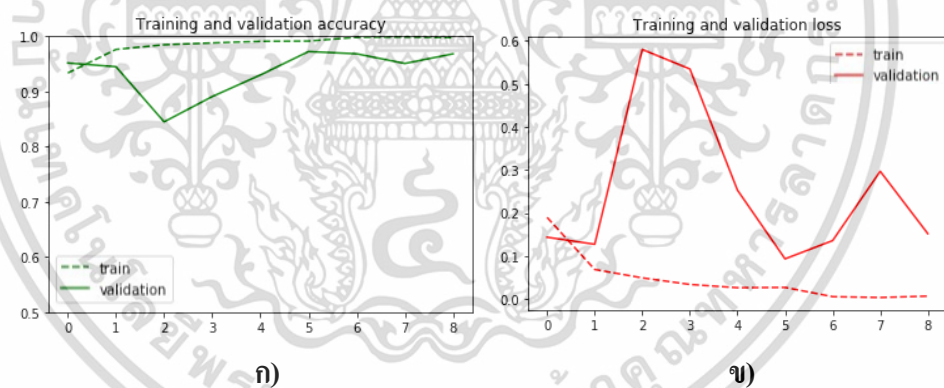 Training and validation accuracy
1.0
0.9
0.8
0.7
0.6
0.5
train
validation
0 1 2 3 4 5 6 7 8
ก)
Training and validation loss
0.6
0.5
0.4
0.3
0.2
0.1
0.0
train
validation
0 1 2 3 4 5 6 7 8
ข)